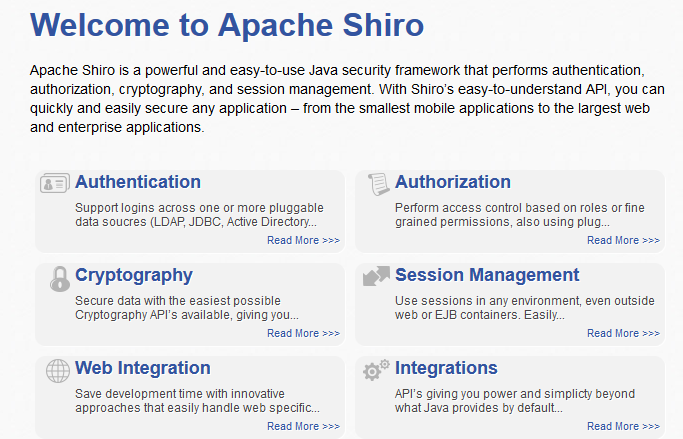 Welcome to Apache Shiro
Apache Shiro is a powerful and easy-to-use Java security framework that performs authentication,
authorization, cryptography, and session management. With Shiro's easy-to-understand API, you can
quickly and easily secure any application – from the smallest mobile applications to the largest web
and enterprise applications.
Authentication
Support logins across one or more pluggable
data soucres (LDAP, JDBC, Active Directory...
Read More >>>
Authorization
Perform access control based on roles or fine
grained permissions, also using plug...
Read More >>>
Cryptography
Secure data with the easiest possible
Cryptography API's available, giving you...
Read More >>>
Session Management
Use sessions in any environment, even outside
web or EJB containers. Easily...
Read More >>>
Web Integration
Save development time with innovative
approaches that easily handle web specific...
Read More >>>
Integrations
API's giving you power and simplicty beyond
what Java provides by default...
Read More >>>